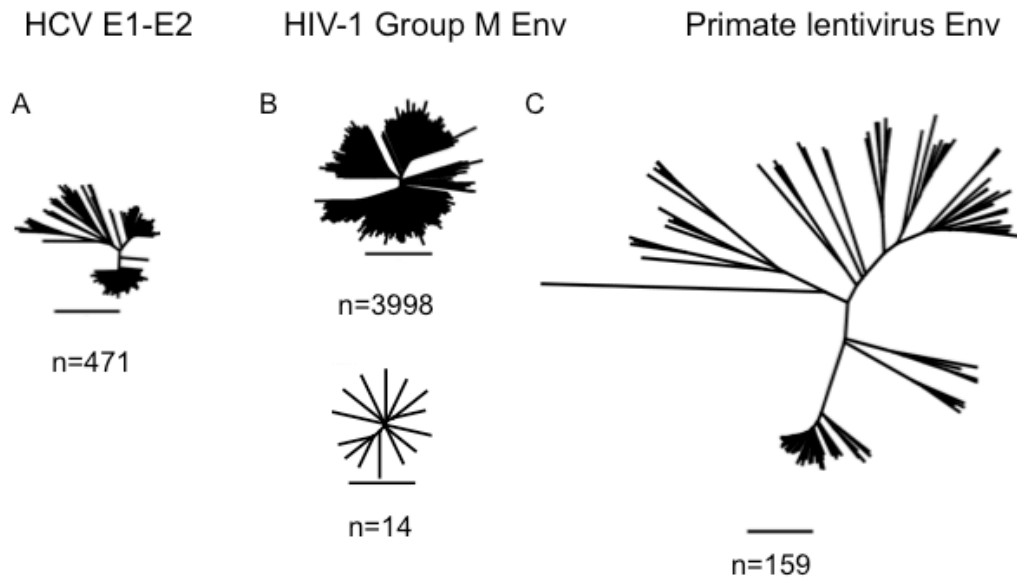 HCV E1-E2
HIV-1 Group M Env
Primate lentivirus Env
A
B
C
n=471
n=3998
n=14
n=159